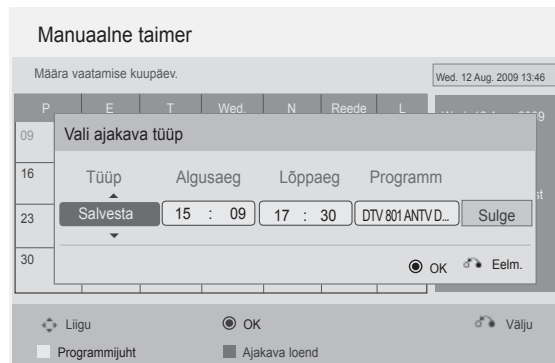 Manuaalne taimer
Määra vaatamise kuupäev.
Wed. 12 Aug. 2009 13:46
P E T Wed. N Reede L
09
Vali ajakava tüüp
16
Tüüp Algusaeg Lõppaeg Programm
23
Salvesta 15 : 09 17 : 30 DTV 801 ANTV D... Sulge
30
OK Eelm.
Liigu OK Välju
Programmijuht Ajakava loend